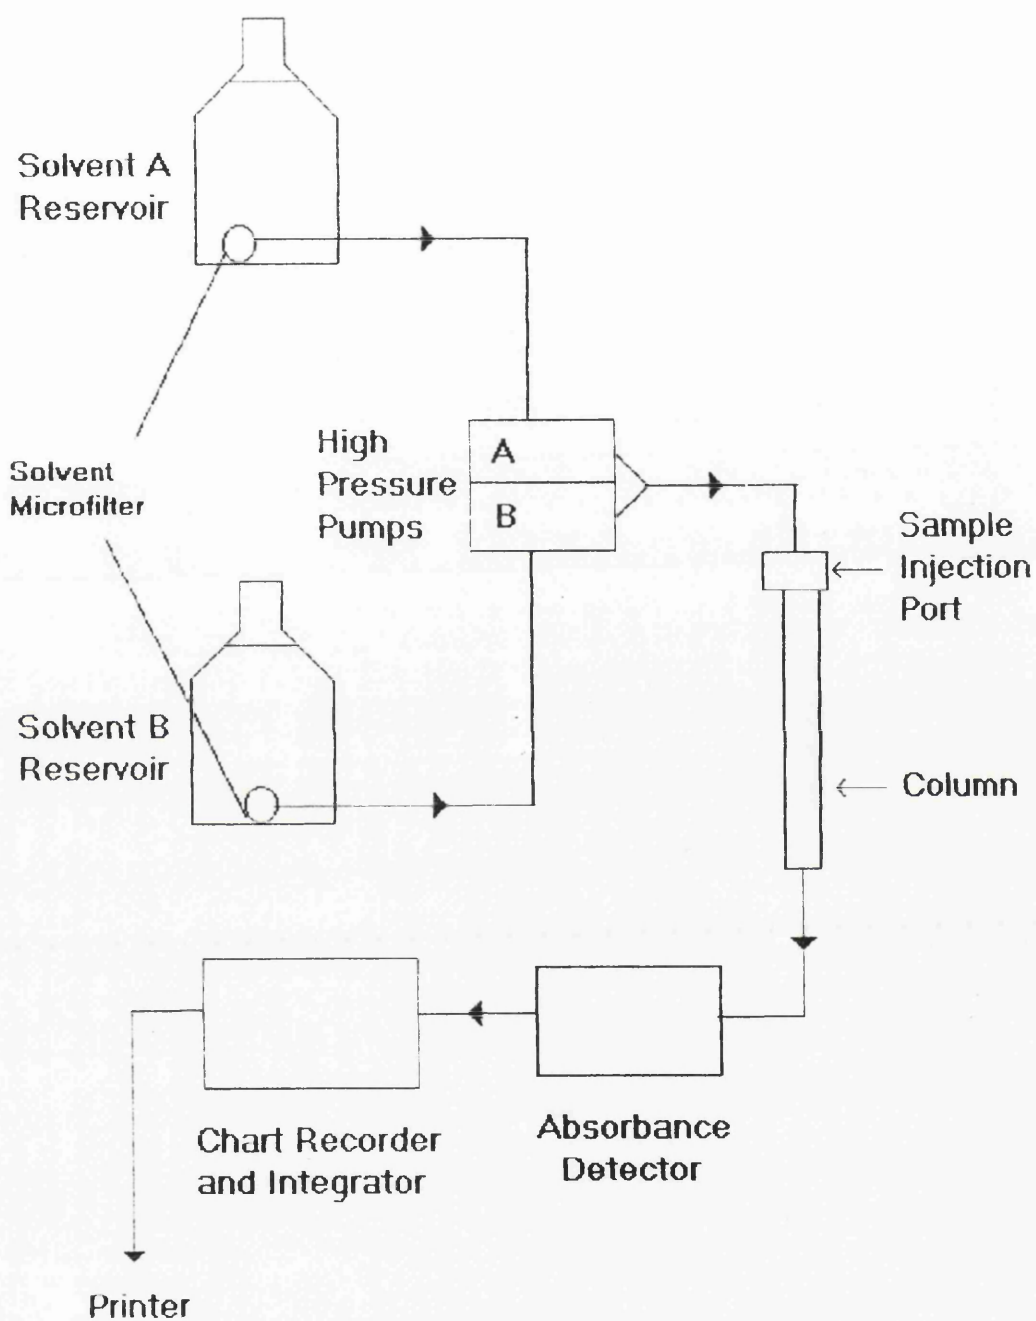 Solvent A
Reservoir
High
Pressure
Pumps
A
B
Solvent
Microfilter
Sample
Injection
Port
Solvent B
Reservoir
Column
Chart Recorder
and Integrator
Absorbance
Detector
Printer